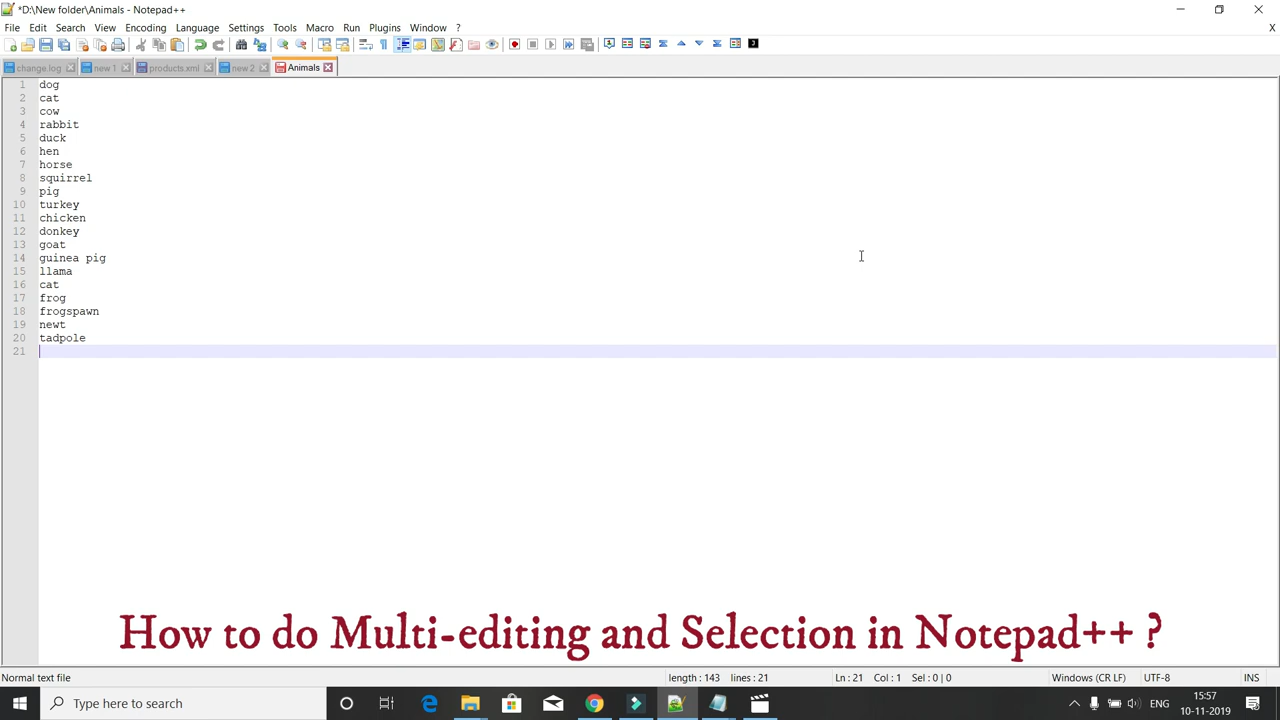 *D:\New folder\Animals - Notepad++
File Edit Search View Encoding Language Settings Tools Macro Run Plugins Window ? X
change.log new 1 products.xml new 2 Animals
1 dog
2 cat
3 cow
4 rabbit
5 duck
6 hen
7 horse
8 squirrel
9 pig
10 turkey
11 chicken
12 donkey
13 goat
14 guinea pig
15 llama
16 cat
17 frog
18 frogspawn
19 newt
20 tadpole
21
How to do Multi-editing and Selection in Notepad++ ?
Normal text file length : 143 lines : 21 Ln : 21 Col : 1 Sel : 0 | 0 Windows (CR LF) UTF-8 INS
Type here to search ENG 15:57
10-11-2019